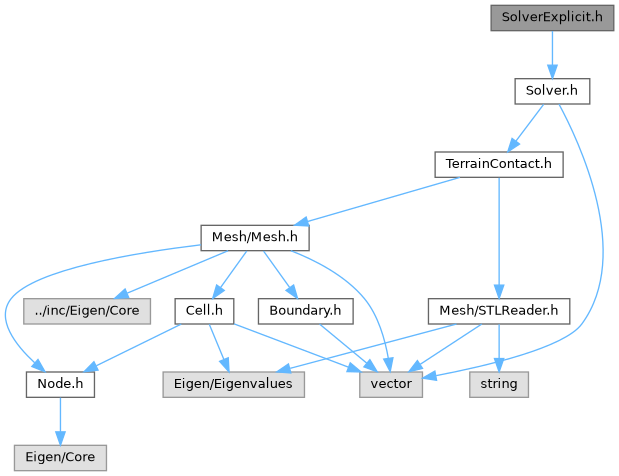 SolverExplicit.h
Solver.h
TerrainContact.h
Mesh/Mesh.h
../inc/Eigen/Core
Cell.h
Boundary.h
Mesh/STLReader.h
Node.h
Eigen/Eigenvalues
vector
string
Eigen/Core